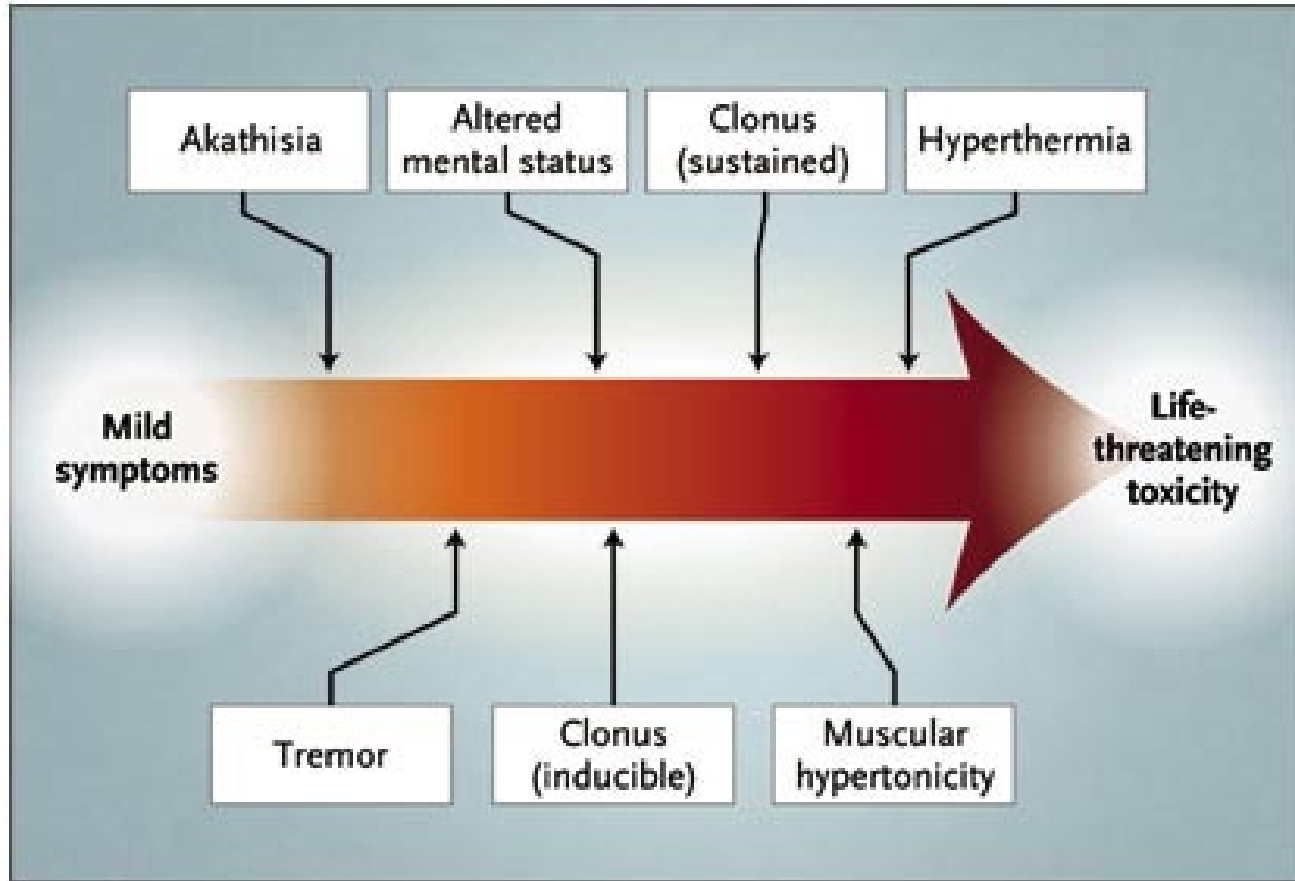 Akathisia
Altered
mental status
Clonus
(sustained)
Hyperthermia
Mild
symptoms
Life-
threatening
toxicity
Tremor
Clonus
(inducible)
Muscular
hypertonicity